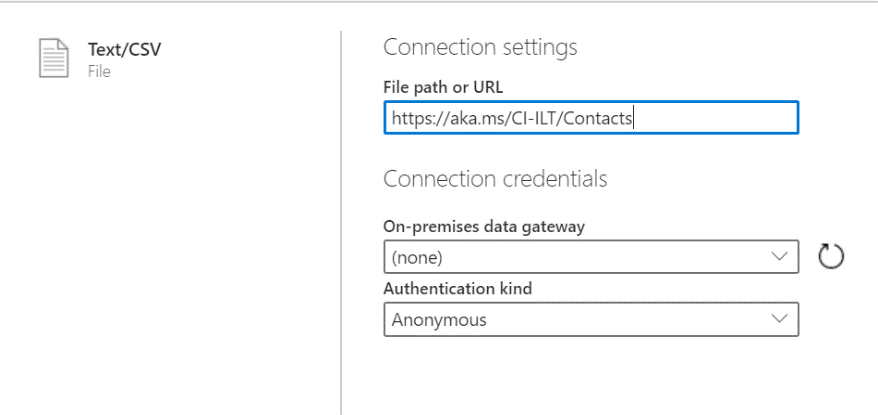 Text/CSV
File
Connection settings
File path or URL
https://aka.ms/CI-ILT/Contacts
Connection credentials
On-premises data gateway
(none)
Authentication kind
Anonymous